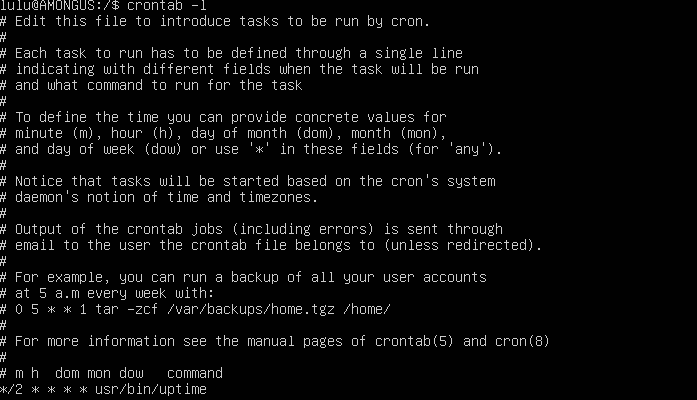 lulu@AMONGUS:/$ crontab -l
# Edit this file to introduce tasks to be run by cron.
#
# Each task to run has to be defined through a single line
# indicating with different fields when the task will be run
# and what command to run for the task
#
# To define the time you can provide concrete values for
# minute (m), hour (h), day of month (dom), month (mon),
# and day of week (dow) or use '*' in these fields (for 'any').
#
# Notice that tasks will be started based on the cron's system
# daemon's notion of time and timezones.
#
# Output of the crontab jobs (including errors) is sent through
# email to the user the crontab file belongs to (unless redirected).
#
# For example, you can run a backup of all your user accounts
# at 5 a.m every week with:
# 0 5 * * 1 tar -zcf /var/backups/home.tgz /home/
#
# For more information see the manual pages of crontab(5) and cron(8)
#
# m h  dom mon dow   command
*/2 * * * * usr/bin/uptime